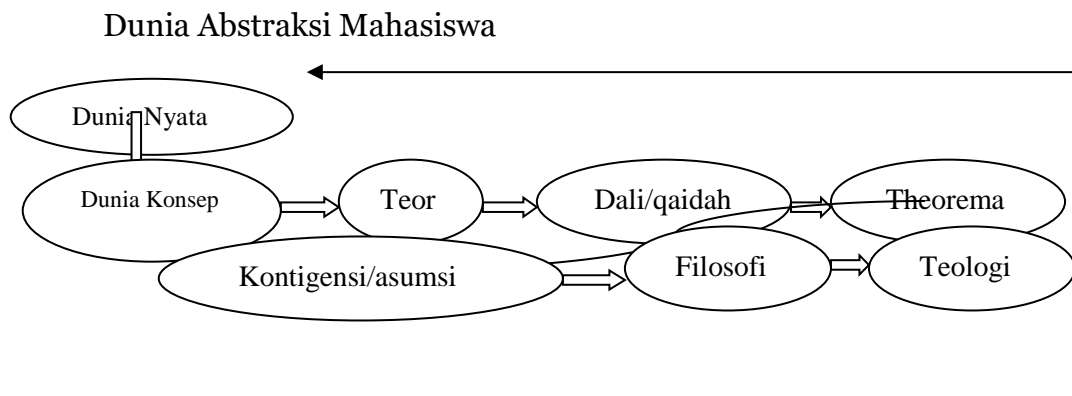 Dunia Abstraksi Mahasiswa
Dunia Nyata
Dunia Konsep
Teor
Dali/qaidah
Theorema
Kontigensi/asumsi
Filosofi
Teologi